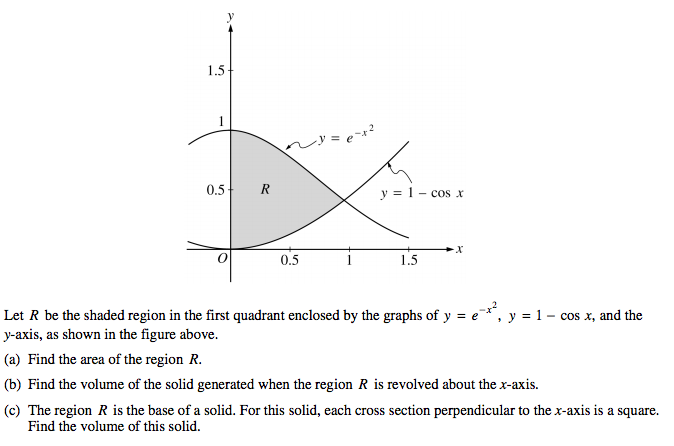 y
1.5
1
y = e^{-x^2}
0.5
R
y = 1 – cos x
O
0.5
1
1.5
x
Let R be the shaded region in the first quadrant enclosed by the graphs of y = e^{-x^2}, y = 1 – cos x, and the
y-axis, as shown in the figure above.
(a) Find the area of the region R.
(b) Find the volume of the solid generated when the region R is revolved about the x-axis.
(c) The region R is the base of a solid. For this solid, each cross section perpendicular to the x-axis is a square.
Find the volume of this solid.